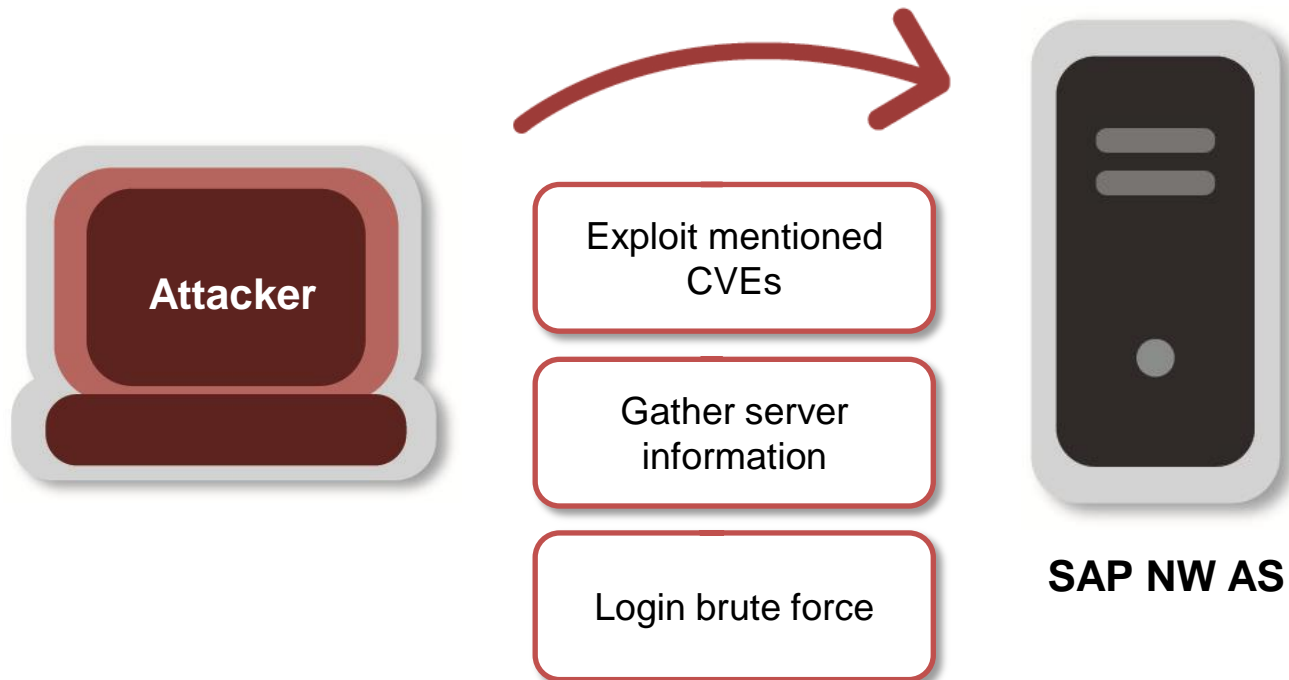 Attacker
Exploit mentioned
CVEs
Gather server
information
Login brute force
SAP NW AS